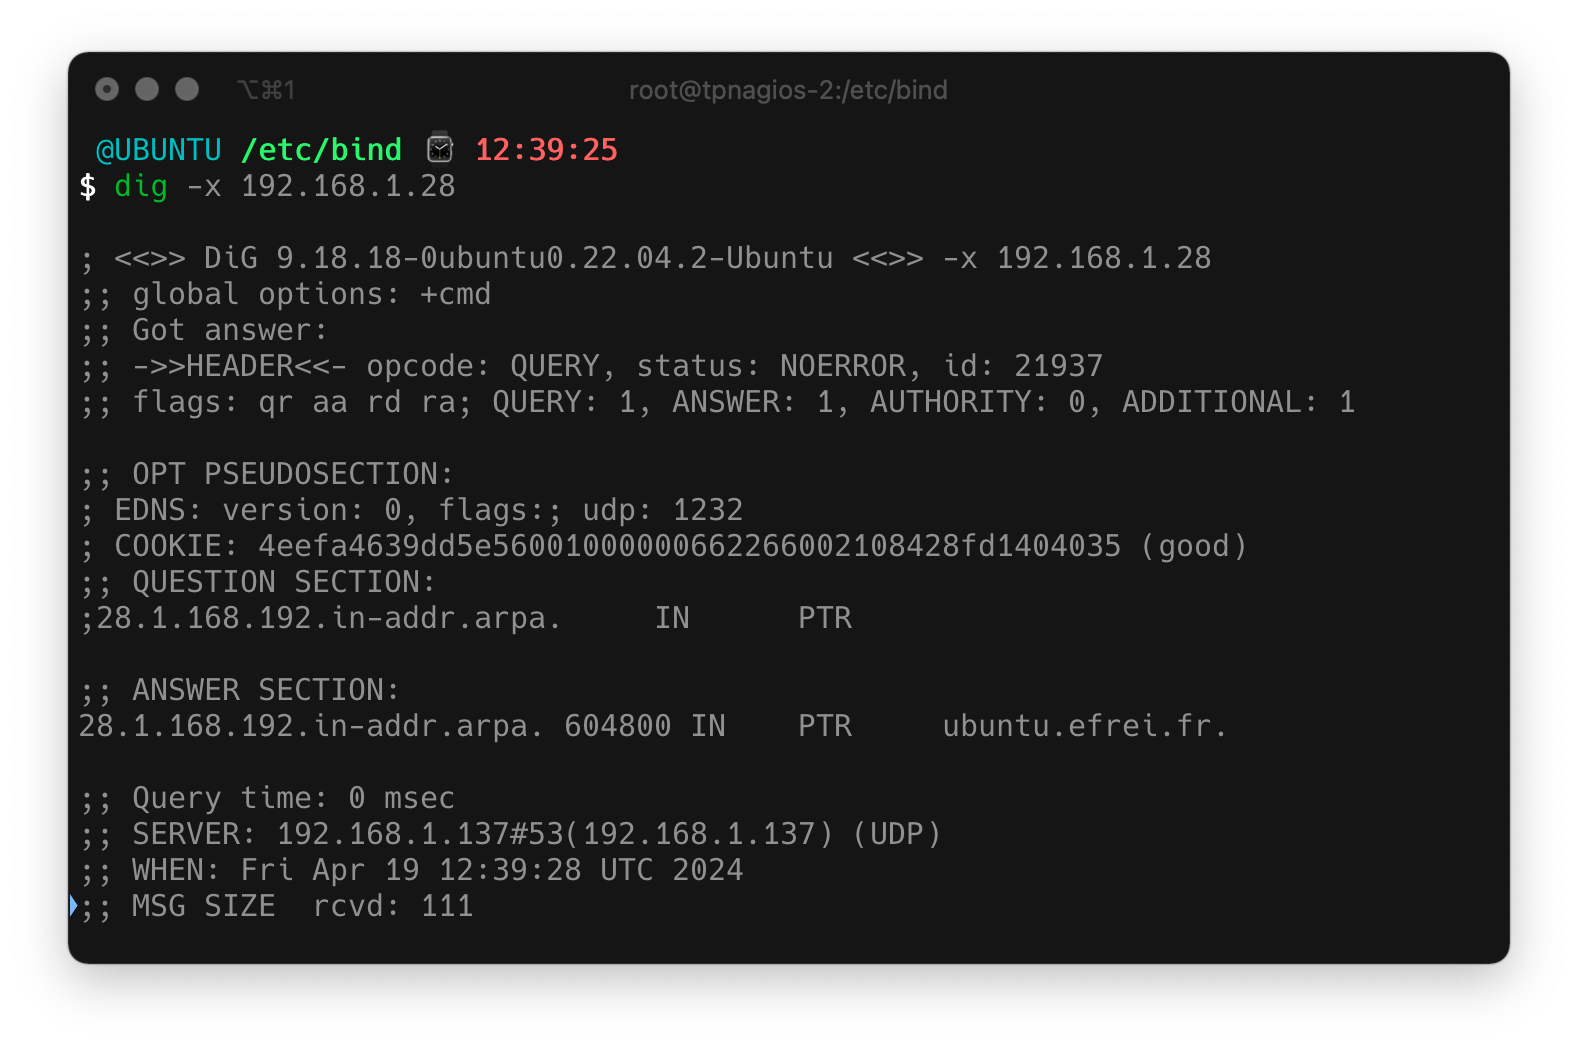 ⌥⌘1 root@tpnagios-2:/etc/bind
@UBUNTU /etc/bind ⌚ 12:39:25
$ dig -x 192.168.1.28
; <<>> DiG 9.18.18-0ubuntu0.22.04.2-Ubuntu <<>> -x 192.168.1.28
;; global options: +cmd
;; Got answer:
;; ->>HEADER<<- opcode: QUERY, status: NOERROR, id: 21937
;; flags: qr aa rd ra; QUERY: 1, ANSWER: 1, AUTHORITY: 0, ADDITIONAL: 1
;; OPT PSEUDOSECTION:
; EDNS: version: 0, flags:; udp: 1232
; COOKIE: 4eefa4639dd5e56001000000662266002108428fd1404035 (good)
;; QUESTION SECTION:
;28.1.168.192.in-addr.arpa. IN PTR
;; ANSWER SECTION:
28.1.168.192.in-addr.arpa. 604800 IN PTR ubuntu.efrei.fr.
;; Query time: 0 msec
;; SERVER: 192.168.1.137#53(192.168.1.137) (UDP)
;; WHEN: Fri Apr 19 12:39:28 UTC 2024
;; MSG SIZE rcvd: 111